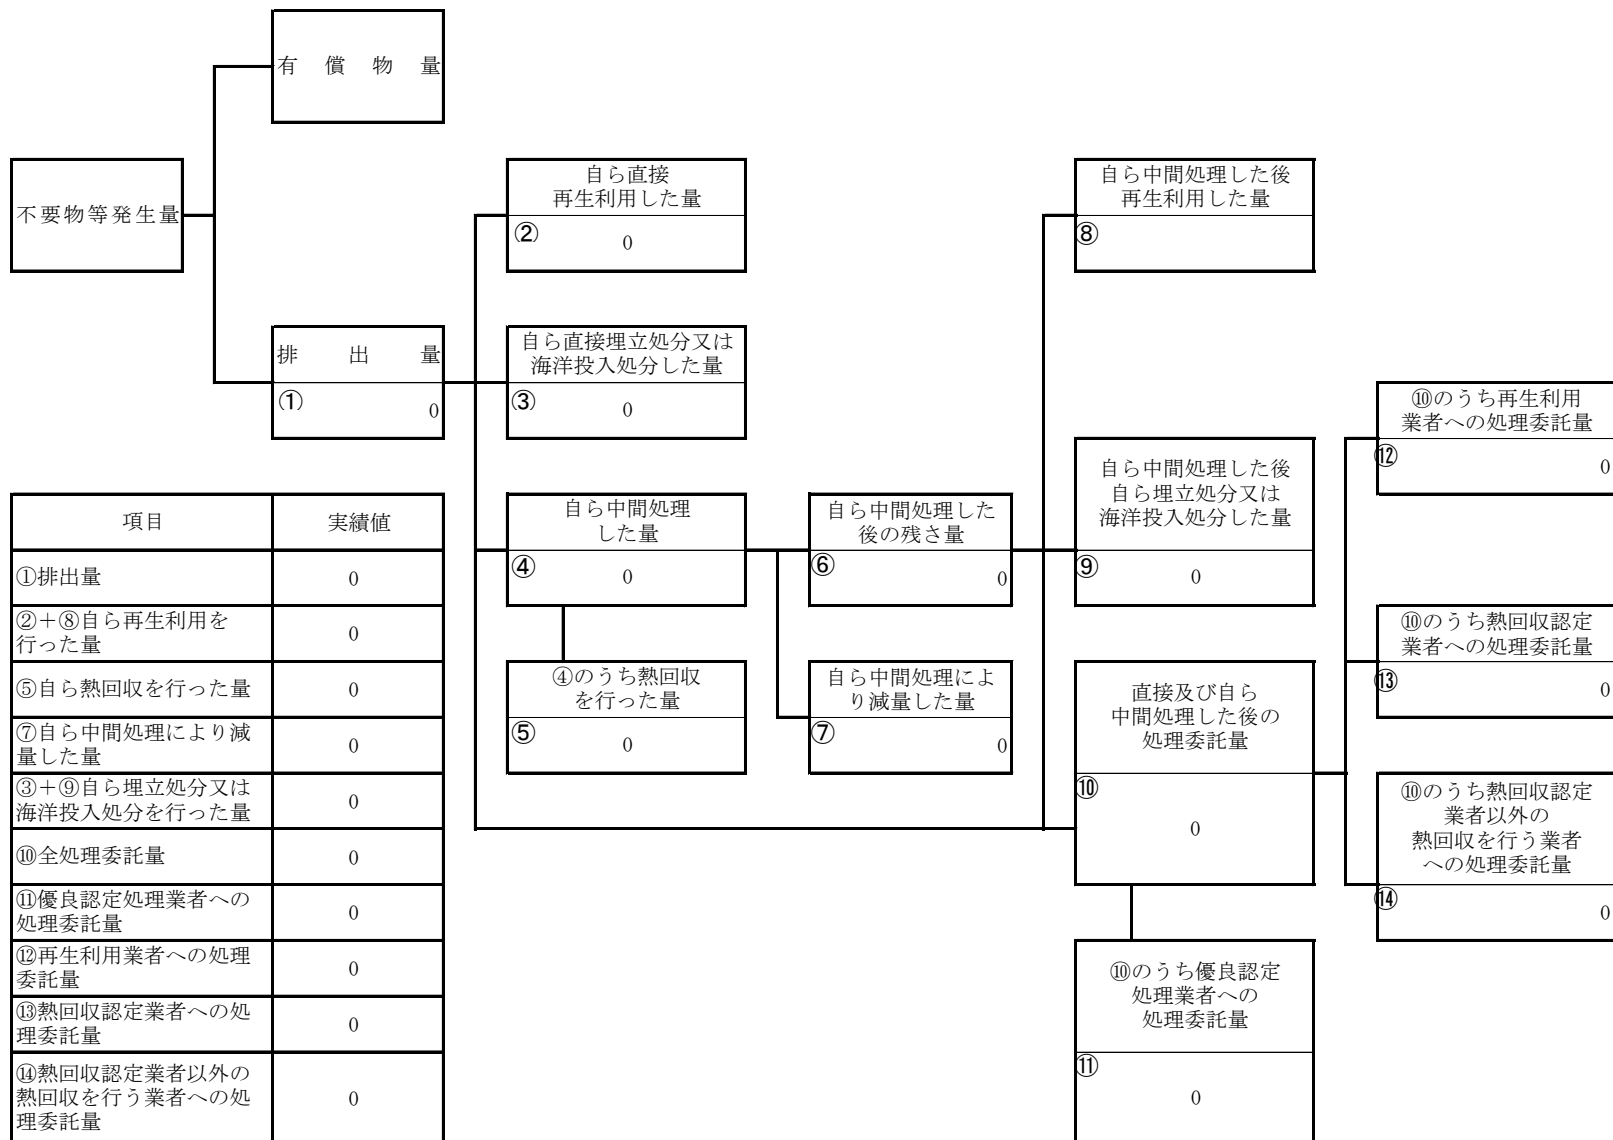 有償物量
不要物等発生量
排出量
①
0
自ら直接
再生利用した量
②
0
自ら直接埋立処分又は
海洋投入処分した量
③
0
自ら中間処理
した量
④
0
④のうち熱回収
を行った量
⑤
0
自ら中間処理した
後の残さ量
⑥
0
自ら中間処理によ
り減量した量
⑦
0
自ら中間処理した後
再生利用した量
⑧
自ら中間処理した後
自ら埋立処分又は
海洋投入処分した量
⑨
0
直接及び自ら
中間処理した後の
処理委託量
⑩
0
⑩のうち優良認定
処理業者への
処理委託量
⑪
0
⑩のうち再生利用
業者への処理委託量
⑫
0
⑩のうち熱回収認定
業者への処理委託量
⑬
0
⑩のうち熱回収認定
業者以外の
熱回収を行う業者
への処理委託量
⑭
0
項目 実績値
①排出量 0
②+⑧自ら再生利用を
行った量 0
⑤自ら熱回収を行った量 0
⑦自ら中間処理により減
量した量 0
③+⑨自ら埋立処分又は
海洋投入処分を行った量 0
⑩全処理委託量 0
⑪優良認定処理業者への
処理委託量 0
⑫再生利用業者への処理
委託量 0
⑬熱回収認定業者への処
理委託量 0
⑭熱回収認定業者以外の
熱回収を行う業者への処
理委託量 0